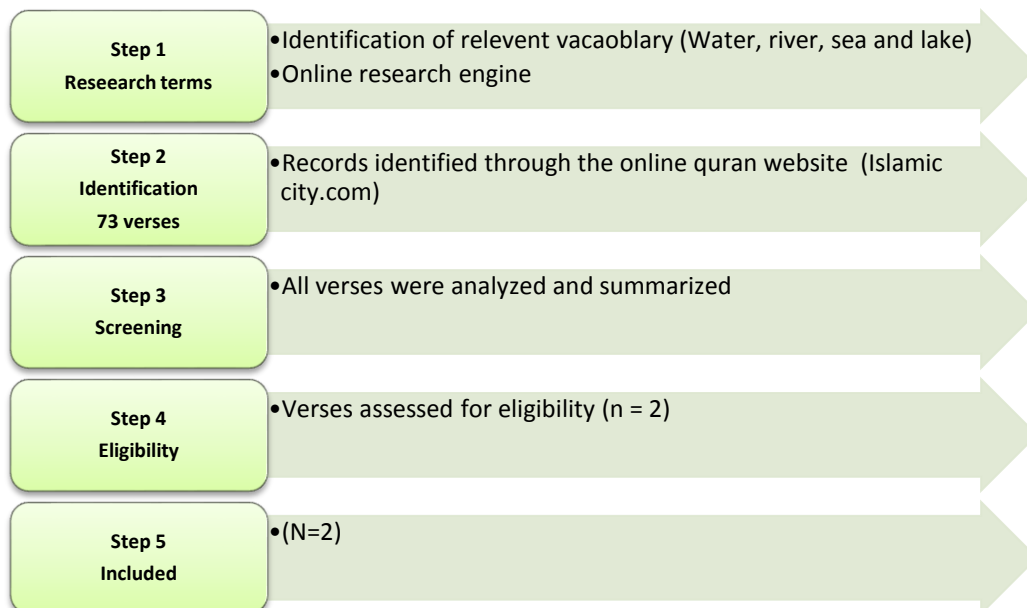 Step 1
Reseearch terms
•Identification of relevent vacaoblary (Water, river, sea and lake)
•Online research engine
Step 2
Identification
73 verses
•Records identified through the online quran website (Islamic
city.com)
Step 3
Screening
•All verses were analyzed and summarized
Step 4
Eligibility
•Verses assessed for eligibility (n = 2)
Step 5
Included
•(N=2)